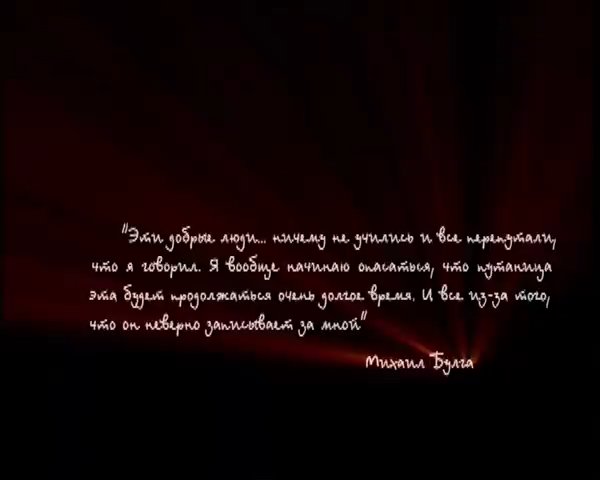 "Эти добрые люди... ничему не учились и все перепутали,
что я говорил. Я вообще начинаю опасаться, что путаница
эта будет продолжаться очень долгое время. И все из-за того,
что он неверно записывает за мной"
Михаил Булга